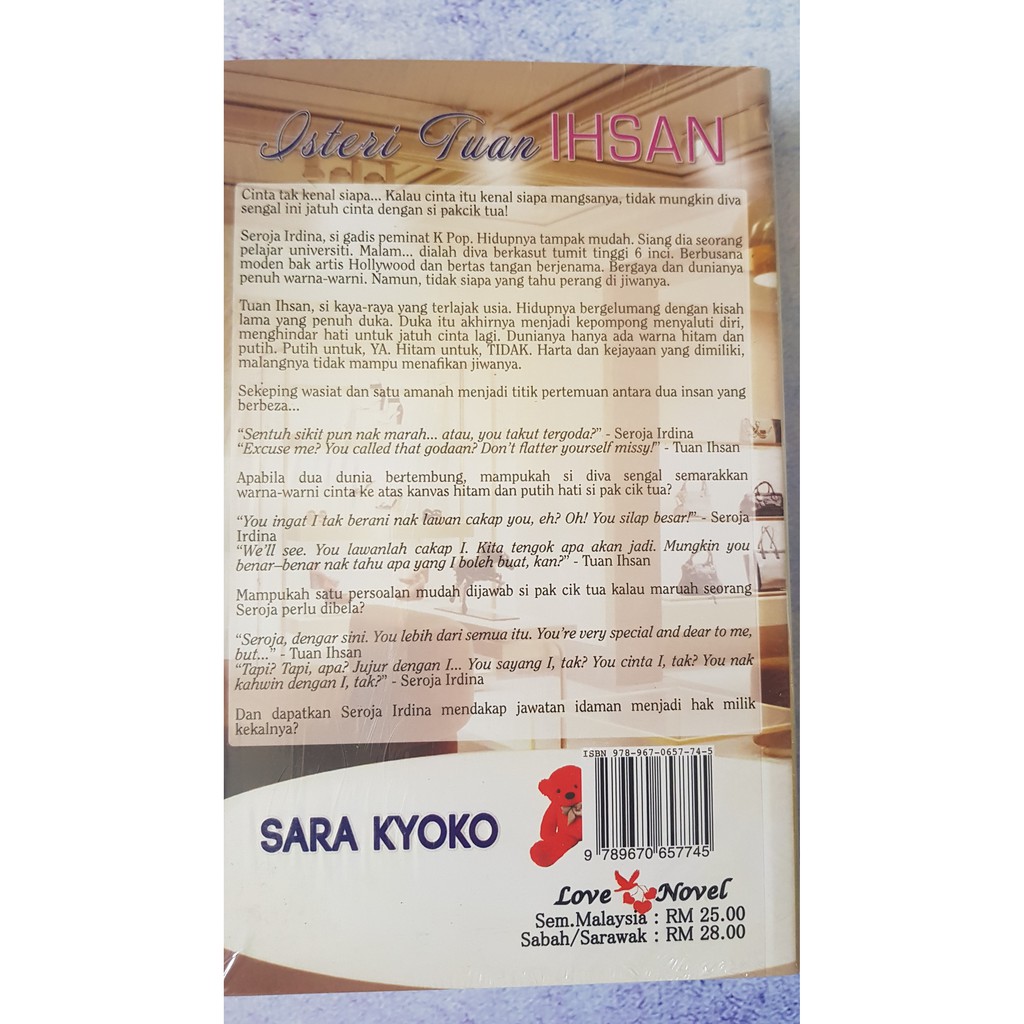 Isteri Tuan IHSAN
Cinta tak kenal siapa... Kalau cinta itu kenal siapa mangsanya, tidak mungkin diva
sengal ini jatuh cinta dengan si pakcik tua!
Seroja Irdina, si gadis peminat K Pop. Hidupnya tampak mudah. Siang dia seorang
pelajar universiti. Malam... dialah diva berkasut tumit tinggi 6 inci. Berbusana
moden bak artis Hollywood dan bertas tangan berjenama. Bergaya dan dunianya
penuh warna-warni. Namun, tidak siapa yang tahu perang di jiwanya.
Tuan Ihsan, si kaya-raya yang terlajak usia. Hidupnya bergelumang dengan kisah
lama yang penuh duka. Duka itu akhirnya menjadi kepompong menyaluti diri,
menghindar hati untuk jatuh cinta lagi. Dunianya hanya ada warna hitam dan
putih. Putih untuk, YA. Hitam untuk, TIDAK. Harta dan kejayaan yang dimiliki,
malangnya tidak mampu menafikan jiwanya.
Sekeping wasiat dan satu amanah menjadi titik pertemuan antara dua insan yang
berbeza...
“Sentuh sikit pun nak marah... atau, you takut tergoda?” - Seroja Irdina
“Excuse me? You called that godaan? Don't flatter yourself missy!” - Tuan Ihsan
Apabila dua dunia bertembung, mampukah si diva sengal semarakkan
warna-warni cinta ke atas kanvas hitam dan putih hati si pak cik tua?
“You ingat I tak berani nak lawan cakap you, eh? Oh! You silap besar!” - Seroja
Irdina
“We'll see. You lawanlah cakap I. Kita tengok apa akan jadi. Mungkin you
benar–benar nak tahu apa yang I boleh buat, kan?” - Tuan Ihsan
Mampukah satu persoalan mudah dijawab si pak cik tua kalau maruah seorang
Seroja perlu dibela?
“Seroja, dengar sini. You lebih dari semua itu. You're very special and dear to me,
but...” - Tuan Ihsan
“Tapi? Tapi, apa? Jujur dengan I... You sayang I, tak? You cinta I, tak? You nak
kahwin dengan I, tak?” - Seroja Irdina
Dan dapatkan Seroja Irdina mendakap jawatan idaman menjadi hak milik
kekalnya?
ISBN 978-967-0657-74-5
9 789670 657745
SARA KYOKO
Love Novel
Sem.Malaysia : RM 25.00
Sabah/Sarawak : RM 28.00